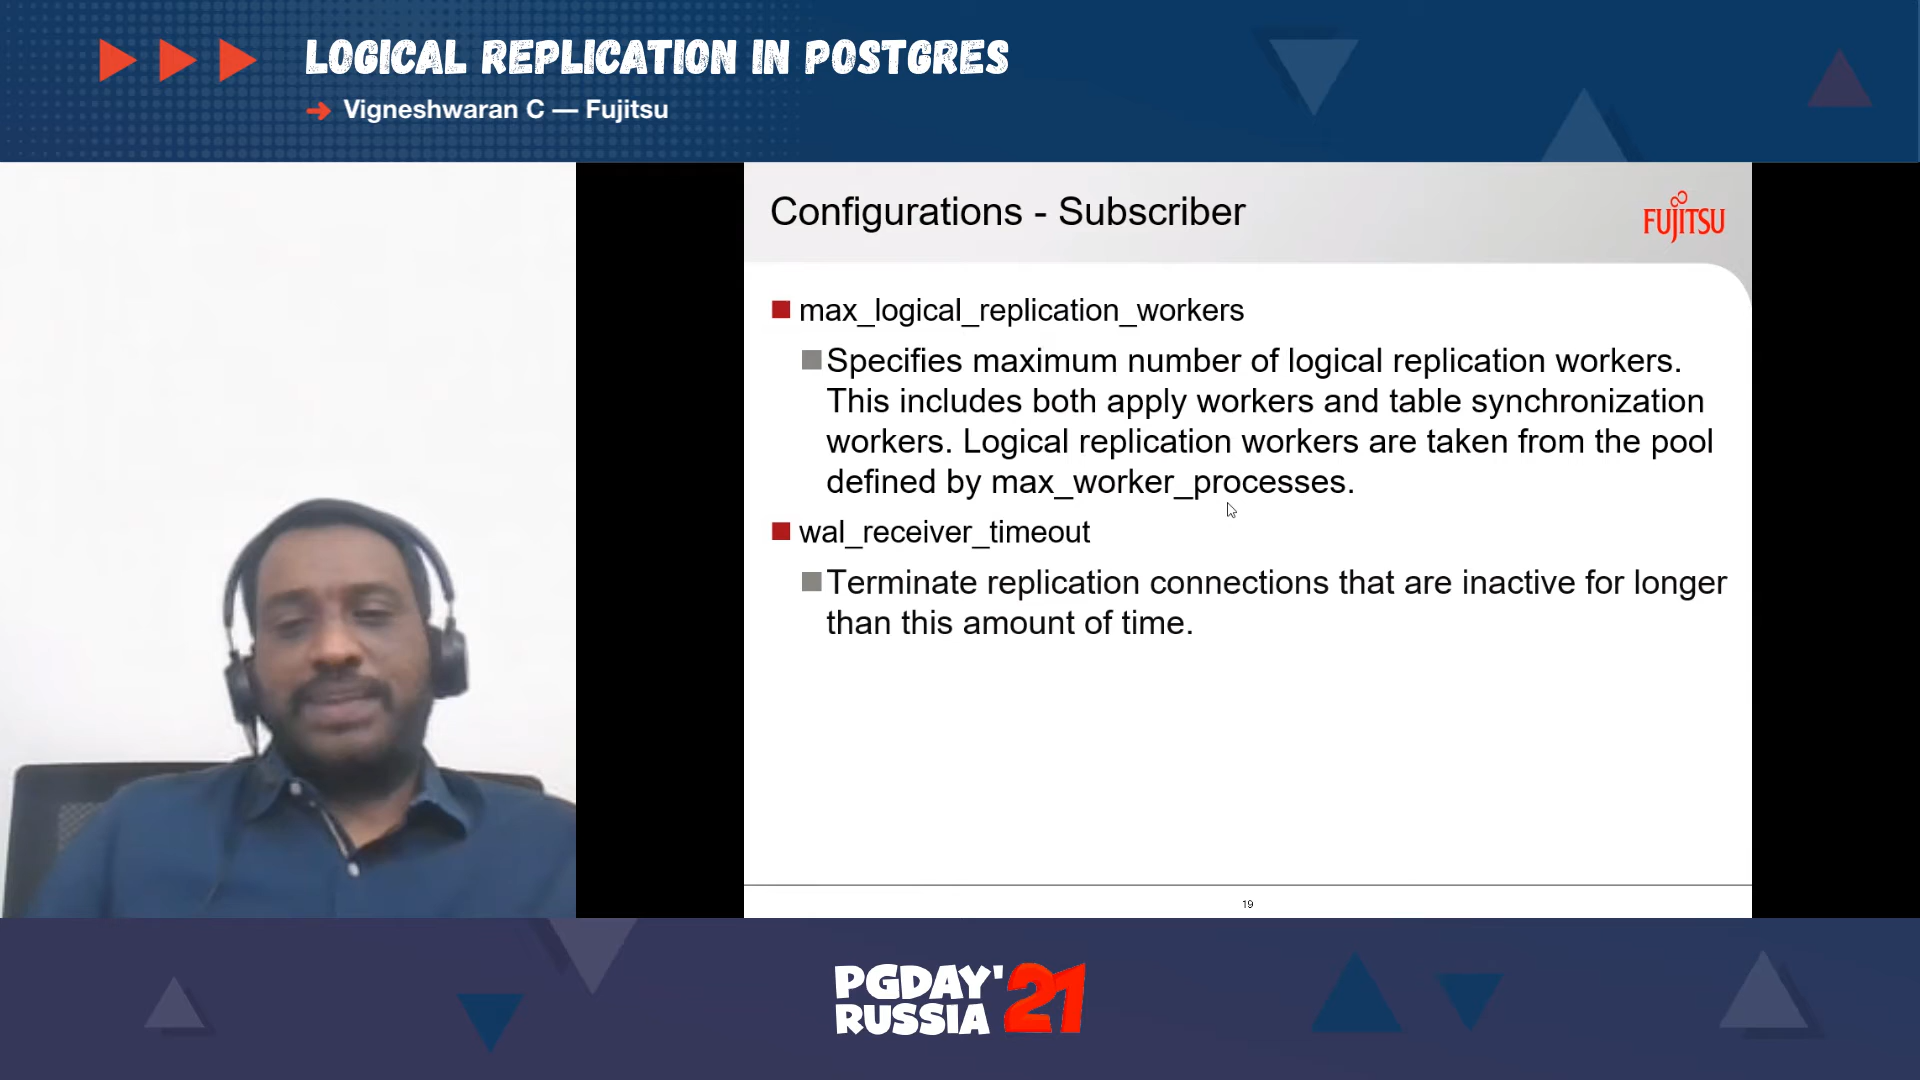 LOGICAL REPLICATION IN POSTGRES
Vigneshwaran C — Fujitsu
Configurations - Subscriber
FUJITSU
max_logical_replication_workers
Specifies maximum number of logical replication workers.
This includes both apply workers and table synchronization
workers. Logical replication workers are taken from the pool
defined by max_worker_processes.
wal_receiver_timeout
Terminate replication connections that are inactive for longer
than this amount of time.
19
PGDAY'21
RUSSIA